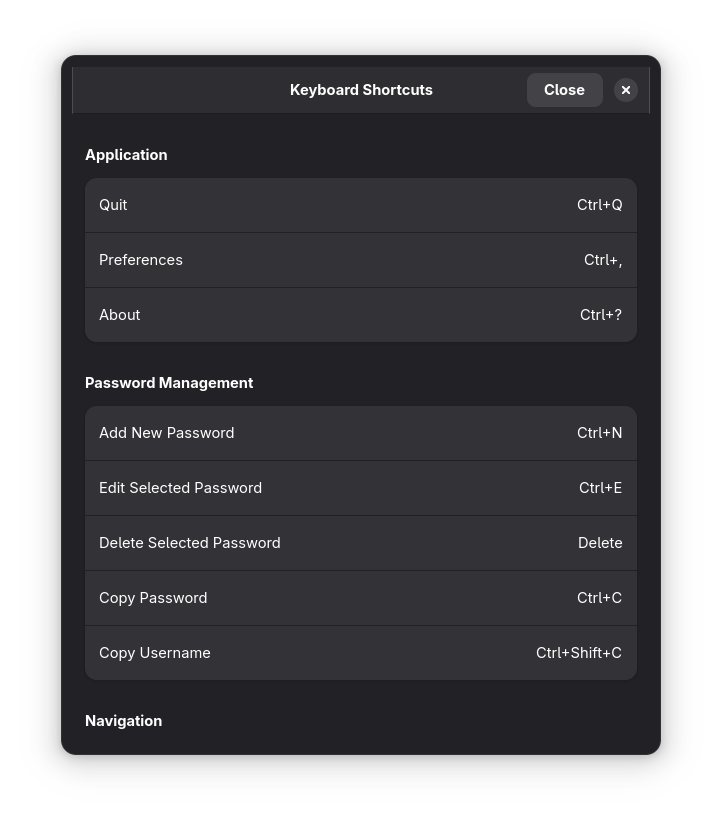 Keyboard Shortcuts Close
Application
Quit Ctrl+Q
Preferences Ctrl+,
About Ctrl+?
Password Management
Add New Password Ctrl+N
Edit Selected Password Ctrl+E
Delete Selected Password Delete
Copy Password Ctrl+C
Copy Username Ctrl+Shift+C
Navigation